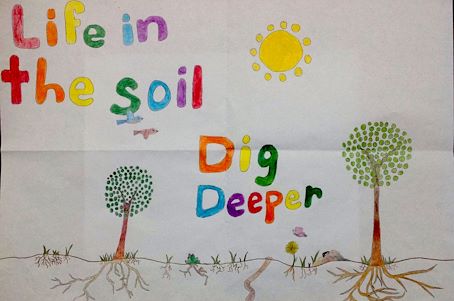 Life in
the soil
Dig
Deeper